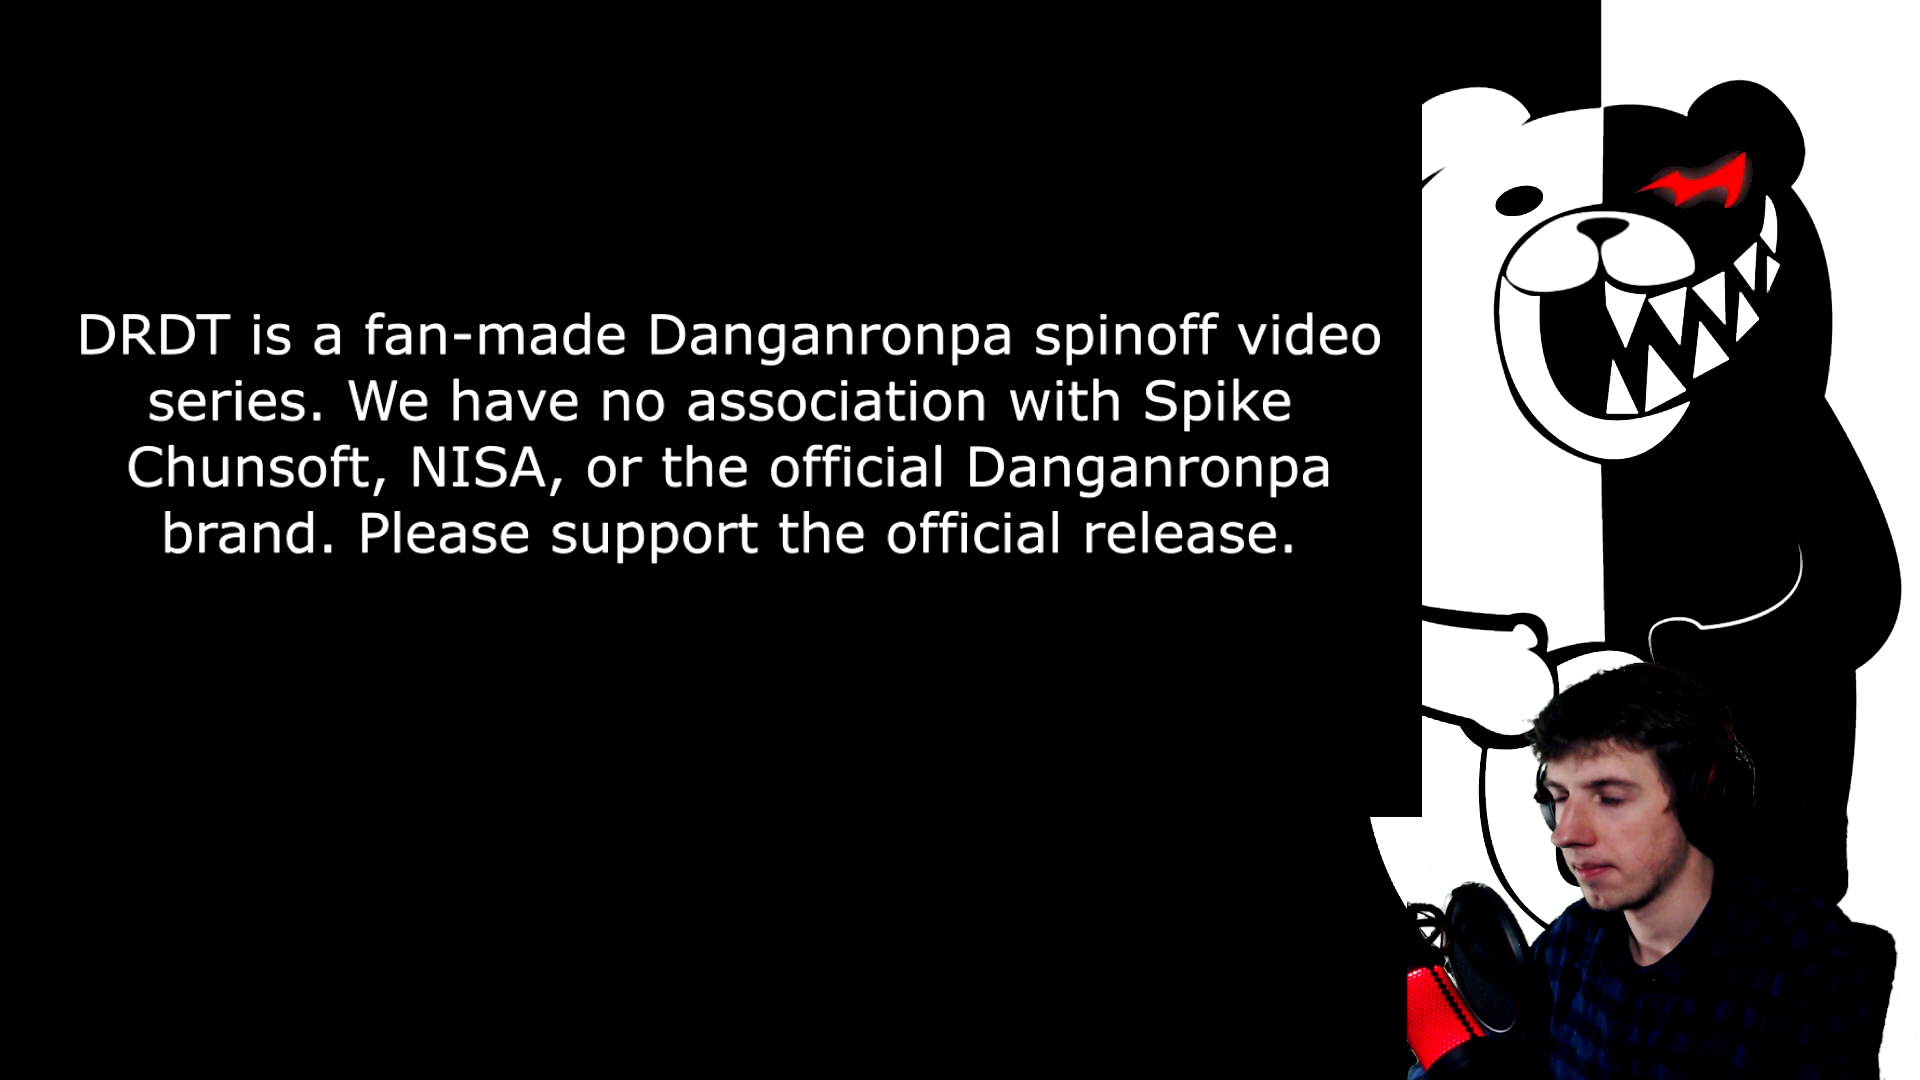 DRDT is a fan-made Danganronpa spinoff video
series. We have no association with Spike
Chunsoft, NISA, or the official Danganronpa
brand. Please support the official release.